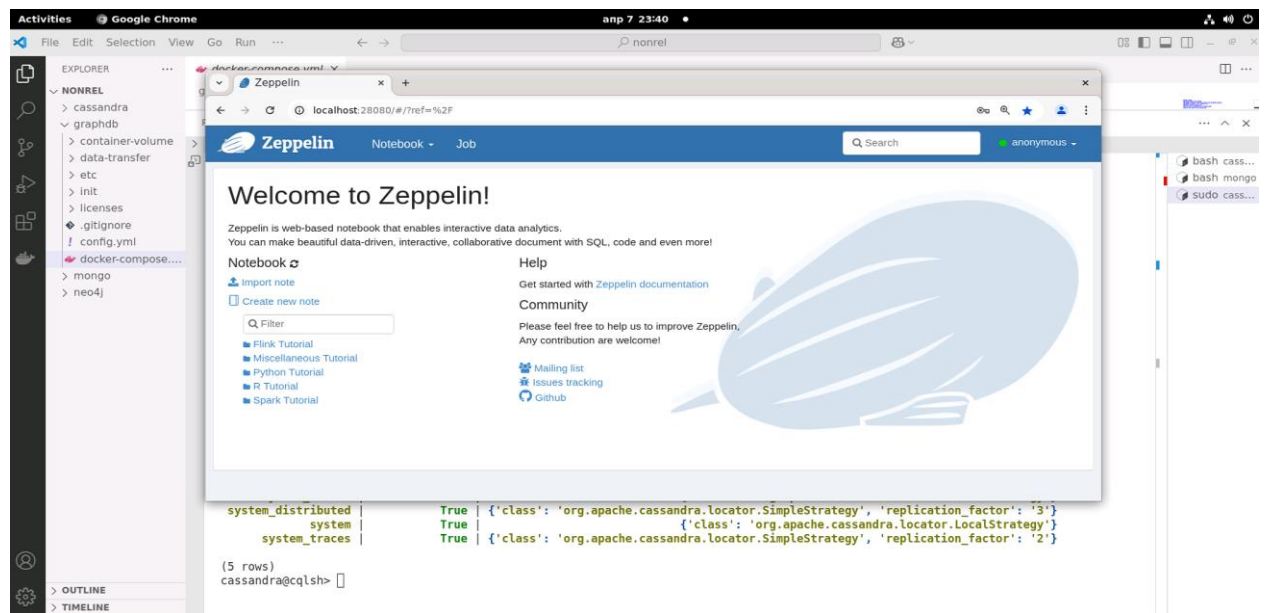 Activities Google Chrome апр 7 23:40
File Edit Selection View Go Run ... nonrel
EXPLORER ... docker-compose.yml
NONREL
cassandra
graphdb
container-volume
data-transfer
etc
init
licenses
.gitignore
config.yml
docker-compose....
mongo
neo4j
OUTLINE
TIMELINE
Zeppelin
localhost:28080/#/?ref=%2F
Zeppelin Notebook Job Search anonymous
Welcome to Zeppelin!
Zeppelin is web-based notebook that enables interactive data analytics.
You can make beautiful data-driven, interactive, collaborative document with SQL, code and even more!
Notebook
Import note
Create new note
Filter
Flink Tutorial
Miscellaneous Tutorial
Python Tutorial
R Tutorial
Spark Tutorial
Help
Get started with Zeppelin documentation
Community
Please feel free to help us to improve Zeppelin,
Any contribution are welcome!
Mailing list
Issues tracking
Github
bash cass...
bash mongo
sudo cass...
system_distributed | True | {'class': 'org.apache.cassandra.locator.SimpleStrategy', 'replication_factor': '3'}
system | True | {'class': 'org.apache.cassandra.locator.LocalStrategy'}
system_traces | True | {'class': 'org.apache.cassandra.locator.SimpleStrategy', 'replication_factor': '2'}
(5 rows)
cassandra@cqlsh>